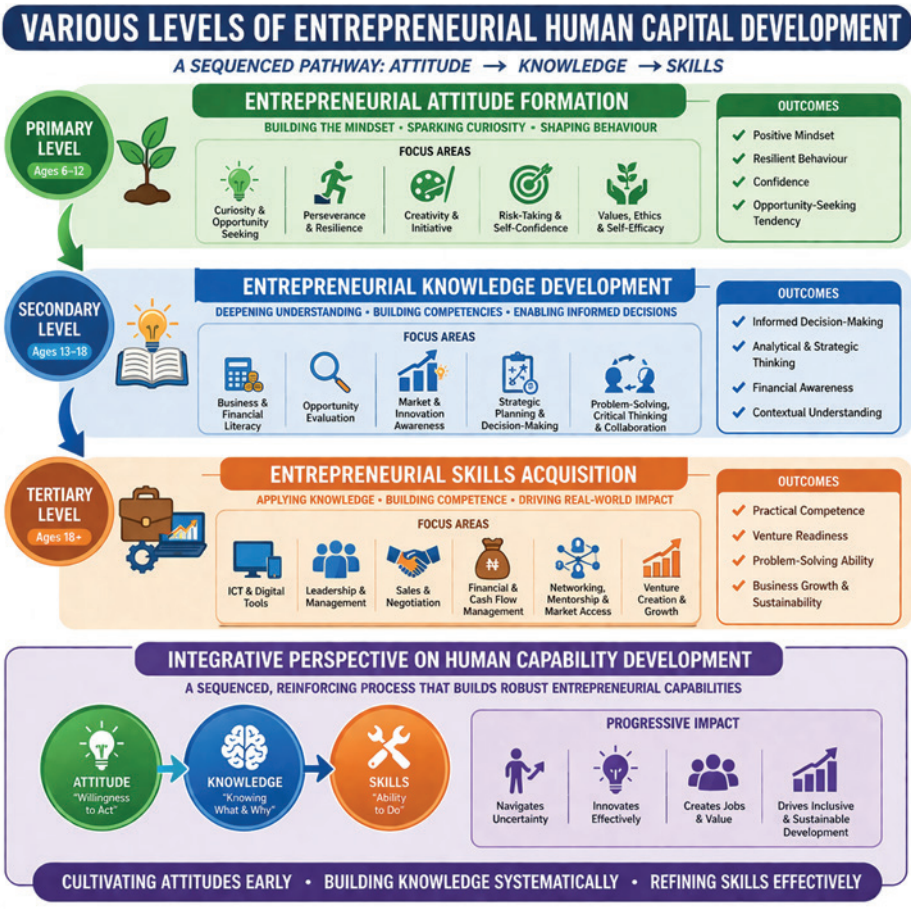 VARIOUS LEVELS OF ENTREPRENEURIAL HUMAN CAPITAL DEVELOPMENT
A SEQUENCED PATHWAY: ATTITUDE → KNOWLEDGE → SKILLS
PRIMARY
LEVEL
Ages 6–12
ENTREPRENEURIAL ATTITUDE FORMATION
BUILDING THE MINDSET • SPARKING CURIOSITY • SHAPING BEHAVIOUR
FOCUS AREAS
Curiosity &
Opportunity
Seeking
Perseverance
& Resilience
Creativity &
Initiative
Risk-Taking &
Self-Confidence
Values, Ethics
& Self-Efficacy
OUTCOMES
Positive Mindset
Resilient Behaviour
Confidence
Opportunity-Seeking
Tendency
SECONDARY
LEVEL
Ages 13–18
ENTREPRENEURIAL KNOWLEDGE DEVELOPMENT
DEEPENING UNDERSTANDING • BUILDING COMPETENCIES • ENABLING INFORMED DECISIONS
FOCUS AREAS
Business &
Financial
Literacy
Opportunity
Evaluation
Market &
Innovation
Awareness
Strategic
Planning &
Decision-Making
Problem-Solving,
Critical Thinking
& Collaboration
OUTCOMES
Informed Decision-Making
Analytical & Strategic
Thinking
Financial Awareness
Contextual Understanding
TERTIARY
LEVEL
Ages 18+
ENTREPRENEURIAL SKILLS ACQUISITION
APPLYING KNOWLEDGE • BUILDING COMPETENCE • DRIVING REAL-WORLD IMPACT
FOCUS AREAS
ICT & Digital
Tools
Leadership &
Management
Sales &
Negotiation
₦
Financial &
Cash Flow
Management
Networking,
Mentorship &
Market Access
Venture
Creation &
Growth
OUTCOMES
Practical Competence
Venture Readiness
Problem-Solving Ability
Business Growth &
Sustainability
INTEGRATIVE PERSPECTIVE ON HUMAN CAPABILITY DEVELOPMENT
A SEQUENCED, REINFORCING PROCESS THAT BUILDS ROBUST ENTREPRENEURIAL CAPABILITIES
ATTITUDE
"Willingness
to Act"
KNOWLEDGE
"Knowing
What & Why"
SKILLS
"Ability
to Do"
PROGRESSIVE IMPACT
Navigates
Uncertainty
Innovates
Effectively
Creates Jobs
& Value
Drives Inclusive
& Sustainable
Development
CULTIVATING ATTITUDES EARLY • BUILDING KNOWLEDGE SYSTEMATICALLY • REFINING SKILLS EFFECTIVELY